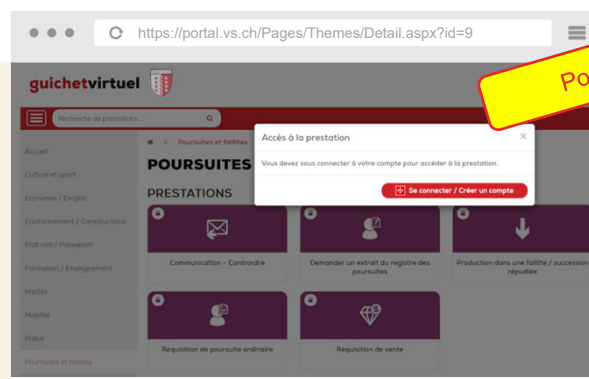 https://portal.vs.ch/Pages/Themes/Detail.aspx?id=9
Po
guichetvirtuel
Recherche de prestations
Poursuites et faillites
Accueil
Culture et sport
Economie / Emploi
Environnement / Constructions
Etat civil / Passeport
Formation / Enseignement
Impôts
Mobilité
Police
Poursuites et faillites
POURSUITES
PRESTATIONS
Accès à la prestation
×
Vous devez vous connecter à votre compte pour accéder à la prestation.
Se connecter / Créer un compte
Communication - Contrordre
Demander un extrait du registre des
poursuites
Production dans une faillite / succession
répudiée
Réquisition de poursuite ordinaire
Réquisition de vente